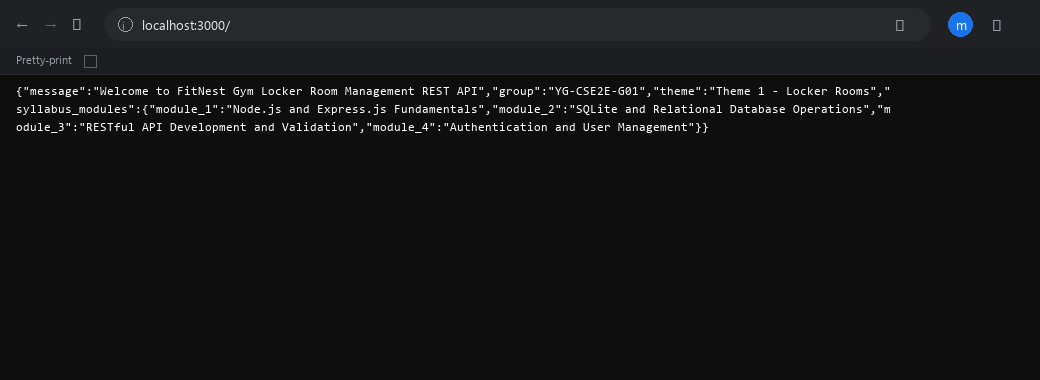 localhost:3000/
m
Pretty-print
{"message":"Welcome to FitNest Gym Locker Room Management REST API","group":"YG-CSE2E-G01","theme":"Theme 1 - Locker Rooms","
syllabus_modules":{"module_1":"Node.js and Express.js Fundamentals","module_2":"SQLite and Relational Database Operations","m
odule_3":"RESTful API Development and Validation","module_4":"Authentication and User Management"}}